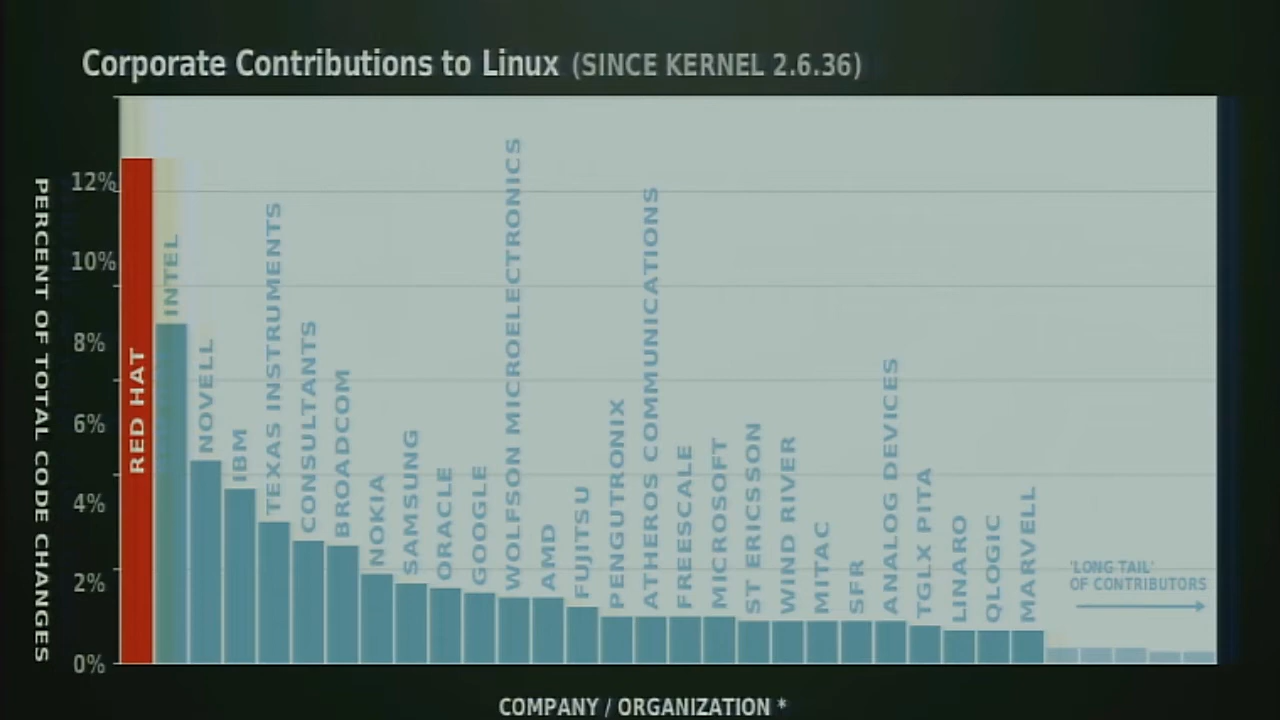 Corporate Contributions to Linux (SINCE KERNEL 2.6.36)
PERCENT OF TOTAL CODE CHANGES
12%
10%
8%
6%
4%
2%
0%
RED HAT
INTEL
NOVELL
IBM
TEXAS INSTRUMENTS
CONSULTANTS
BROADCOM
NOKIA
SAMSUNG
ORACLE
GOOGLE
WOLFSON MICROELECTRONICS
AMD
FUJITSU
PENGUTRONIX
ATHEROS COMMUNICATIONS
FREESCALE
MICROSOFT
ST ERICSSON
WIND RIVER
MITAC
SFR
ANALOG DEVICES
TGLX PITA
LINARO
QLOGIC
MARVELL
'LONG TAIL'
OF CONTRIBUTORS
COMPANY / ORGANIZATION *